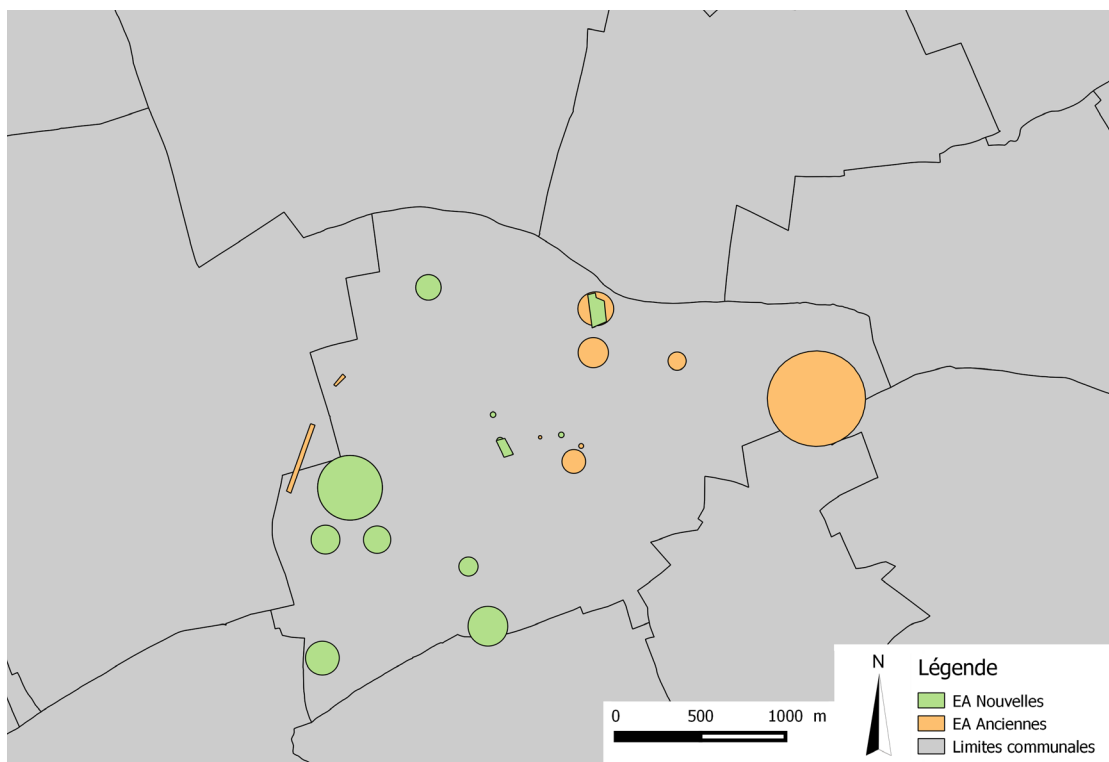 N
Légende
EA Nouvelles
EA Anciennes
Limites communales
0 500 1000 m